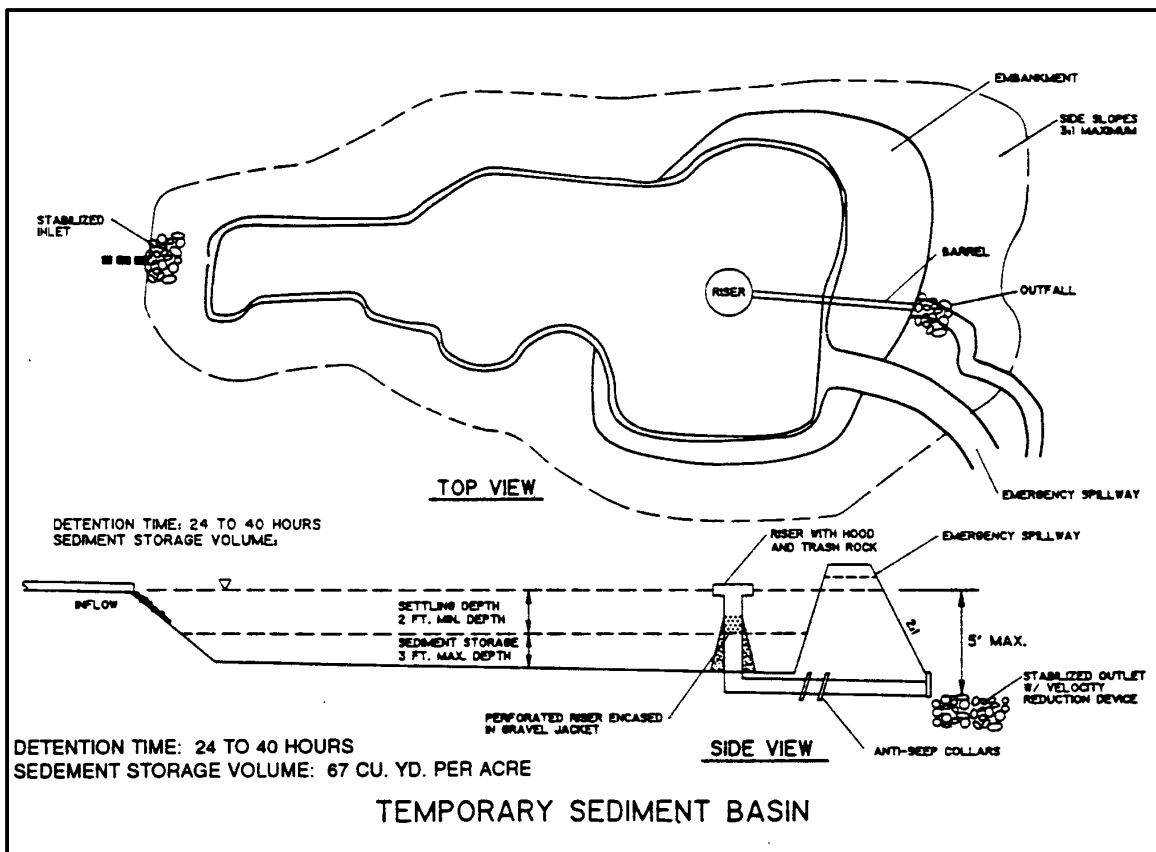 EMBANKMENT
SIDE SLOPES
3:1 MAXIMUM
STABILIZED
INLET
BARREL
RISER
OUTFALL
TOP VIEW
EMERGENCY SPILLWAY
DETENTION TIME: 24 TO 40 HOURS
SEDIMENT STORAGE VOLUME:
RISER WITH HOOD
AND TRASH ROCK
EMERGENCY SPILLWAY
INFLOW
SETTLING DEPTH
2 FT. MIN. DEPTH
SEDIMENT STORAGE
3 FT. MAX. DEPTH
2:1
5' MAX.
STABILIZED OUTLET
W/ VELOCITY
REDUCTION DEVICE
PERFORATED RISER ENCASED
IN GRAVEL JACKET
SIDE VIEW
ANTI-SEEP COLLARS
DETENTION TIME: 24 TO 40 HOURS
SEDEMENT STORAGE VOLUME: 67 CU. YD. PER ACRE
TEMPORARY SEDIMENT BASIN